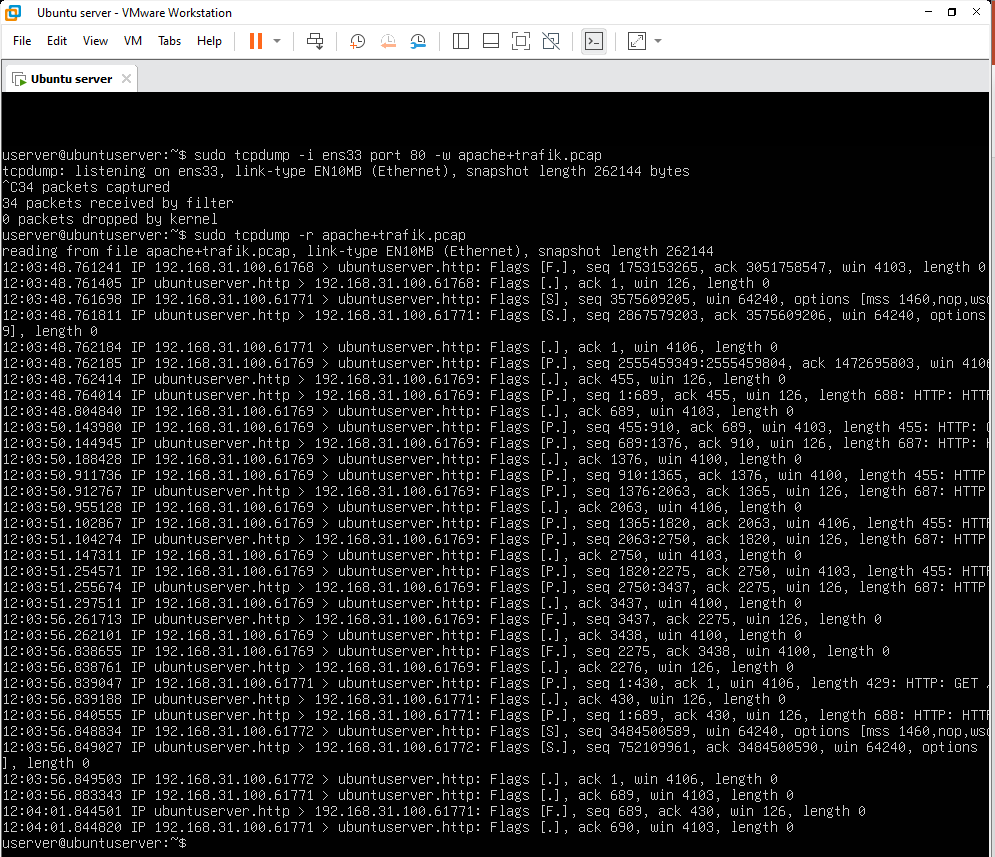 Ubuntu server - VMware Workstation
File Edit View VM Tabs Help
Ubuntu server
userver@ubuntuserver:~$ sudo tcpdump -i ens33 port 80 -w apache+trafik.pcap
tcpdump: listening on ens33, link-type EN10MB (Ethernet), snapshot length 262144 bytes
^C34 packets captured
34 packets received by filter
0 packets dropped by kernel
userver@ubuntuserver:~$ sudo tcpdump -r apache+trafik.pcap
reading from file apache+trafik.pcap, link-type EN10MB (Ethernet), snapshot length 262144
12:03:48.761241 IP 192.168.31.100.61768 > ubuntuserver.http: Flags [F.], seq 1753153265, ack 3051758547, win 4103, length 0
12:03:48.761405 IP ubuntuserver.http > 192.168.31.100.61768: Flags [.], ack 1, win 126, length 0
12:03:48.761698 IP 192.168.31.100.61771 > ubuntuserver.http: Flags [S], seq 3575609205, win 64240, options [mss 1460,nop,wsc
12:03:48.761811 IP ubuntuserver.http > 192.168.31.100.61771: Flags [S.], seq 2867579203, ack 3575609206, win 64240, options
9], length 0
12:03:48.762184 IP 192.168.31.100.61771 > ubuntuserver.http: Flags [.], ack 1, win 4106, length 0
12:03:48.762185 IP 192.168.31.100.61769 > ubuntuserver.http: Flags [P.], seq 2555459349:2555459804, ack 1472695803, win 4106
12:03:48.762414 IP ubuntuserver.http > 192.168.31.100.61769: Flags [.], ack 455, win 126, length 0
12:03:48.764014 IP ubuntuserver.http > 192.168.31.100.61769: Flags [P.], seq 1:689, ack 455, win 126, length 688: HTTP: HTT
12:03:48.804840 IP 192.168.31.100.61769 > ubuntuserver.http: Flags [.], ack 689, win 4103, length 0
12:03:50.143980 IP 192.168.31.100.61769 > ubuntuserver.http: Flags [P.], seq 455:910, ack 689, win 4103, length 455: HTTP: G
12:03:50.144945 IP ubuntuserver.http > 192.168.31.100.61769: Flags [P.], seq 689:1376, ack 910, win 126, length 687: HTTP: H
12:03:50.188428 IP 192.168.31.100.61769 > ubuntuserver.http: Flags [.], ack 1376, win 4100, length 0
12:03:50.911736 IP 192.168.31.100.61769 > ubuntuserver.http: Flags [P.], seq 910:1365, ack 1376, win 4100, length 455: HTTP
12:03:50.912767 IP ubuntuserver.http > 192.168.31.100.61769: Flags [P.], seq 1376:2063, ack 1365, win 126, length 687: HTTP
12:03:50.955128 IP 192.168.31.100.61769 > ubuntuserver.http: Flags [.], ack 2063, win 4106, length 0
12:03:51.102867 IP 192.168.31.100.61769 > ubuntuserver.http: Flags [P.], seq 1365:1820, ack 2063, win 4106, length 455: HTT
12:03:51.104274 IP ubuntuserver.http > 192.168.31.100.61769: Flags [P.], seq 2063:2750, ack 1820, win 126, length 687: HTTP
12:03:51.147311 IP 192.168.31.100.61769 > ubuntuserver.http: Flags [.], ack 2750, win 4103, length 0
12:03:51.254571 IP 192.168.31.100.61769 > ubuntuserver.http: Flags [P.], seq 1820:2275, ack 2750, win 4103, length 455: HTT
12:03:51.255674 IP ubuntuserver.http > 192.168.31.100.61769: Flags [P.], seq 2750:3437, ack 2275, win 126, length 687: HTTP
12:03:51.297511 IP 192.168.31.100.61769 > ubuntuserver.http: Flags [.], ack 3437, win 4100, length 0
12:03:56.261713 IP ubuntuserver.http > 192.168.31.100.61769: Flags [F.], seq 3437, ack 2275, win 126, length 0
12:03:56.262101 IP 192.168.31.100.61769 > ubuntuserver.http: Flags [.], ack 3438, win 4100, length 0
12:03:56.838655 IP 192.168.31.100.61769 > ubuntuserver.http: Flags [F.], seq 2275, ack 3438, win 4100, length 0
12:03:56.838761 IP ubuntuserver.http > 192.168.31.100.61769: Flags [.], ack 2276, win 126, length 0
12:03:56.839047 IP 192.168.31.100.61771 > ubuntuserver.http: Flags [P.], seq 1:430, ack 1, win 4106, length 429: HTTP: GET /
12:03:56.839188 IP ubuntuserver.http > 192.168.31.100.61771: Flags [.], ack 430, win 126, length 0
12:03:56.840555 IP ubuntuserver.http > 192.168.31.100.61771: Flags [P.], seq 1:689, ack 430, win 126, length 688: HTTP: HTT
12:03:56.848834 IP 192.168.31.100.61772 > ubuntuserver.http: Flags [S], seq 3484500589, win 64240, options [mss 1460,nop,wsc
12:03:56.849027 IP ubuntuserver.http > 192.168.31.100.61772: Flags [S.], seq 752109961, ack 3484500590, win 64240, options
], length 0
12:03:56.849503 IP 192.168.31.100.61772 > ubuntuserver.http: Flags [.], ack 1, win 4106, length 0
12:03:56.883343 IP 192.168.31.100.61771 > ubuntuserver.http: Flags [.], ack 689, win 4103, length 0
12:04:01.844501 IP ubuntuserver.http > 192.168.31.100.61771: Flags [F.], seq 689, ack 430, win 126, length 0
12:04:01.844820 IP 192.168.31.100.61771 > ubuntuserver.http: Flags [.], ack 690, win 4103, length 0
userver@ubuntuserver:~$